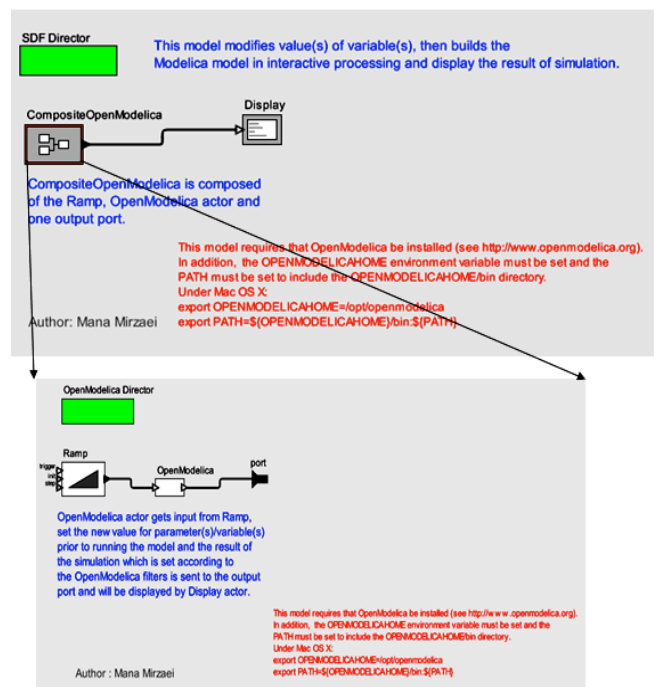 SDF Director
This model modifies value(s) of variable(s), then builds the
Modelica model in interactive processing and display the result of simulation.
CompositeOpenModelica
Display
CompositeOpenModelica is composed
of the Ramp, OpenModelica actor and
one output port.
This model requires that OpenModelica be installed (see http://www.openmodelica.org).
In addition, the OPENMODELICAHOME environment variable must be set and the
PATH must be set to include the OPENMODELICAHOME/bin directory.
Under Mac OS X:
export OPENMODELICAHOME=/opt/openmodelica
export PATH=${OPENMODELICAHOME}/bin:${PATH}
Author: Mana Mirzaei
OpenModelica Director
Ramp
trigger
init
step
OpenModelica
port
OpenModelica actor gets input from Ramp,
set the new value for parameter(s)/variable(s)
prior to running the model and the result of
the simulation which is set according to
the OpenModelica filters is sent to the output
port and will be displayed by Display actor.
This model requires that OpenModelica be installed (see http://www.openmodelica.org).
In addition, the OPENMODELICAHOME environment variable must be set and the
PATH must be set to include the OPENMODELICAHOME/bin directory.
Under Mac OS X:
export OPENMODELICAHOME=/opt/openmodelica
export PATH=${OPENMODELICAHOME}/bin:${PATH}
Author : Mana Mirzaei